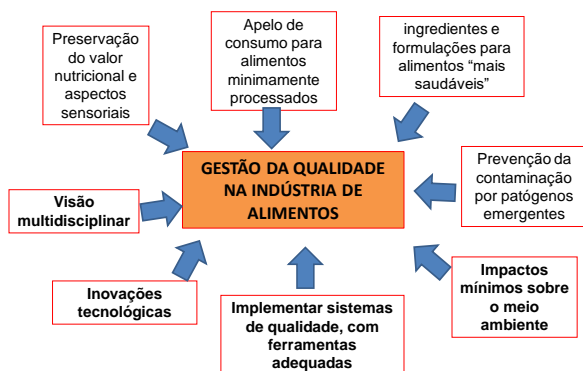 Preservação
do valor
nutricional e
aspectos
sensoriais
Apelo de
consumo para
alimentos
minimamente
processados
ingredientes e
formulações para
alimentos “mais
saudáveis”
GESTÃO DA QUALIDADE
NA INDÚSTRIA DE
ALIMENTOS
Prevenção da
contaminação
por patógenos
emergentes
Visão
multidisciplinar
Inovações
tecnológicas
Implementar sistemas
de qualidade, com
ferramentas
adequadas
Impactos
mínimos sobre
o meio
ambiente